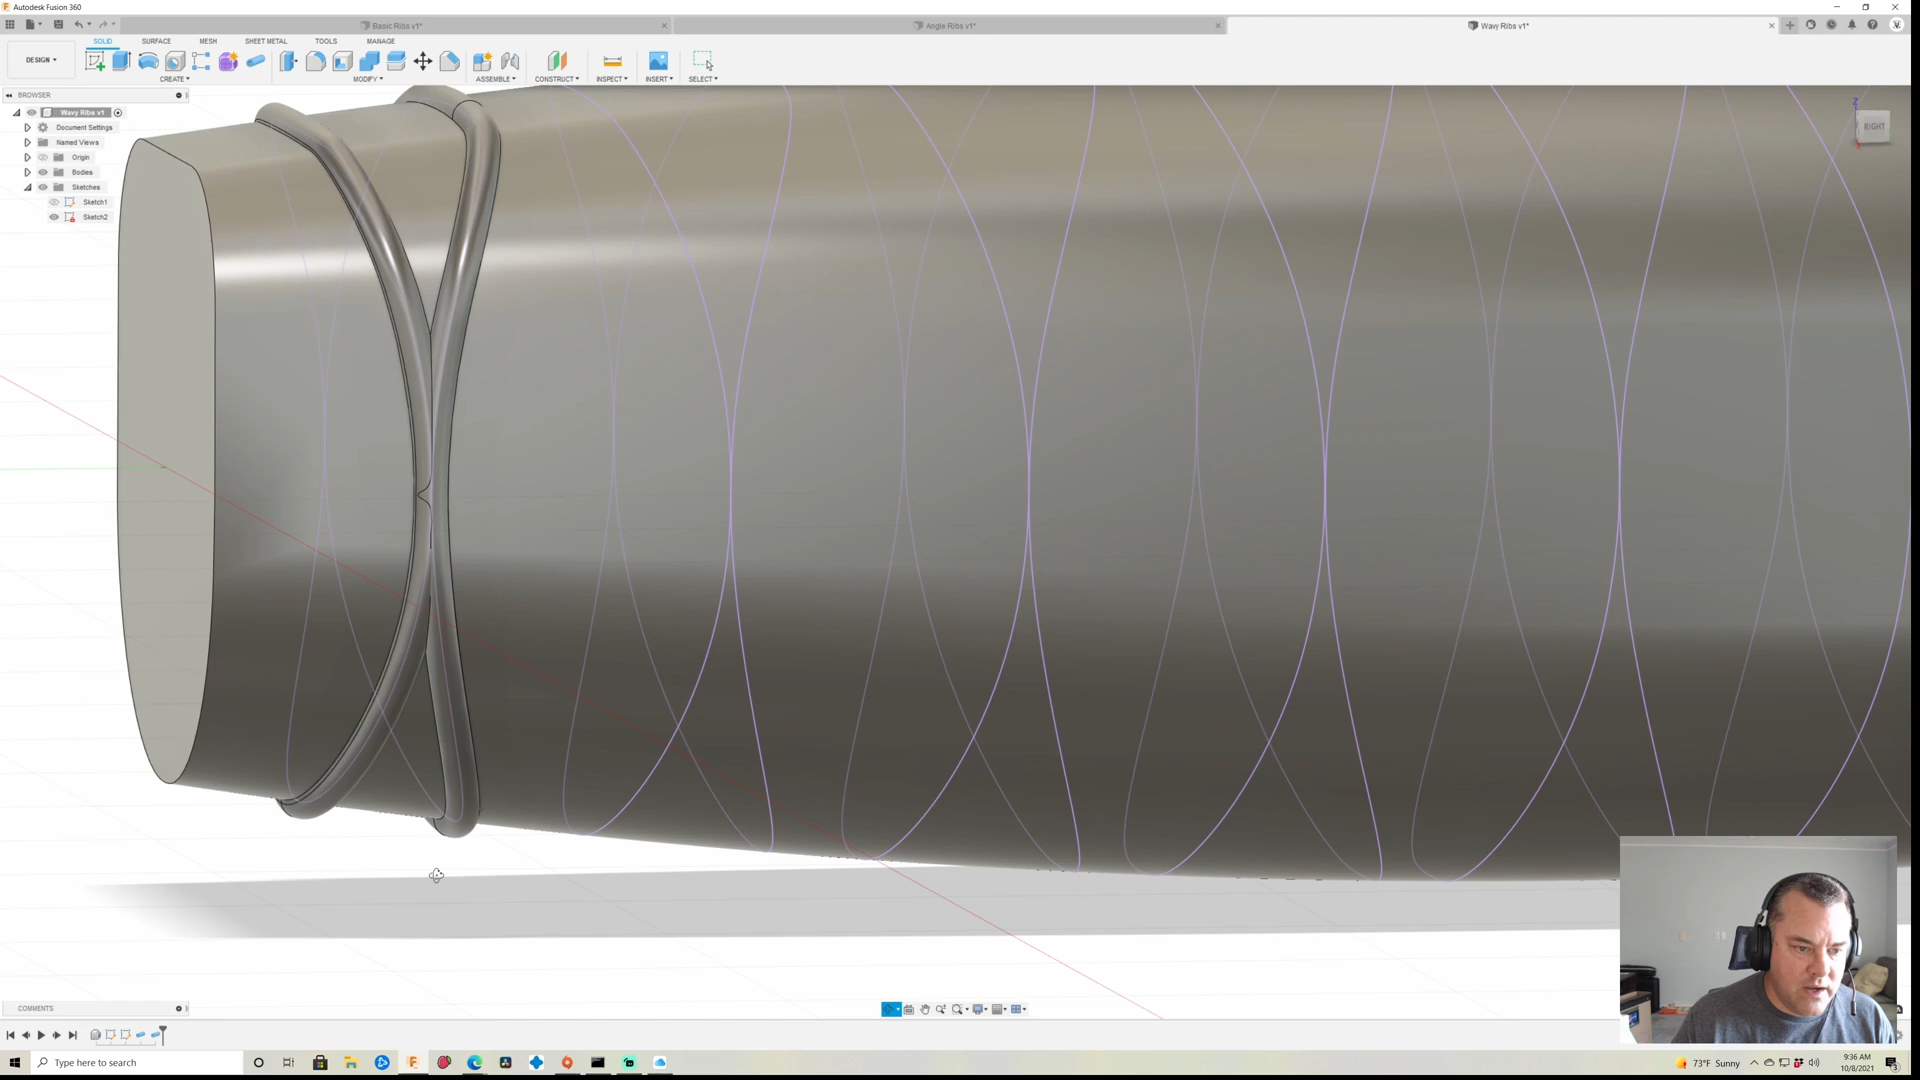 Autodesk Fusion 360
Basic Ribs v1*
Angle Ribs v1*
Wavy Ribs v1*
SOLID
SURFACE
MESH
SHEET METAL
TOOLS
MANAGE
DESIGN
CREATE
MODIFY
ASSEMBLE
CONSTRUCT
INSPECT
INSERT
SELECT
BROWSER
Wavy Ribs v1
Document Settings
Named Views
Origin
Bodies
Sketches
Sketch1
Sketch2
Z
RIGHT
X
COMMENTS
Type here to search
73°F Sunny
9:36 AM
10/8/2021